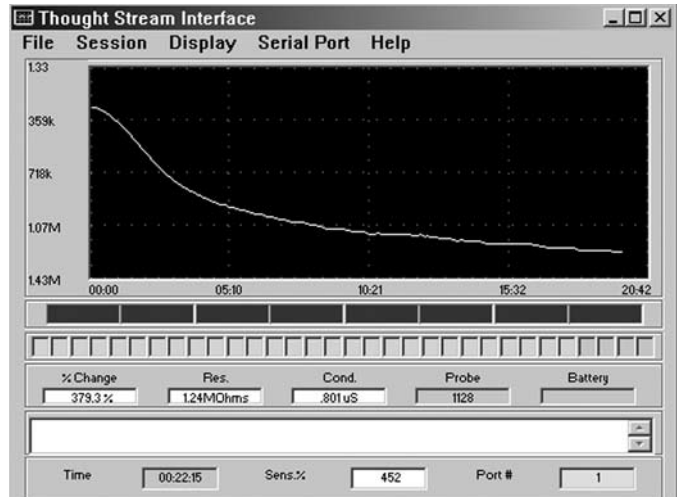 Thought Stream Interface
File Session Display Serial Port Help
1.33
359k
718k
1.07M
1.43M
00:00 05:10 10:21 15:32 20:42
% Change Res. Cond. Probe Battery
379.3 % 1.24MOhms .801 uS 1128
Time 00:22:15 Sens.% 452 Port # 1